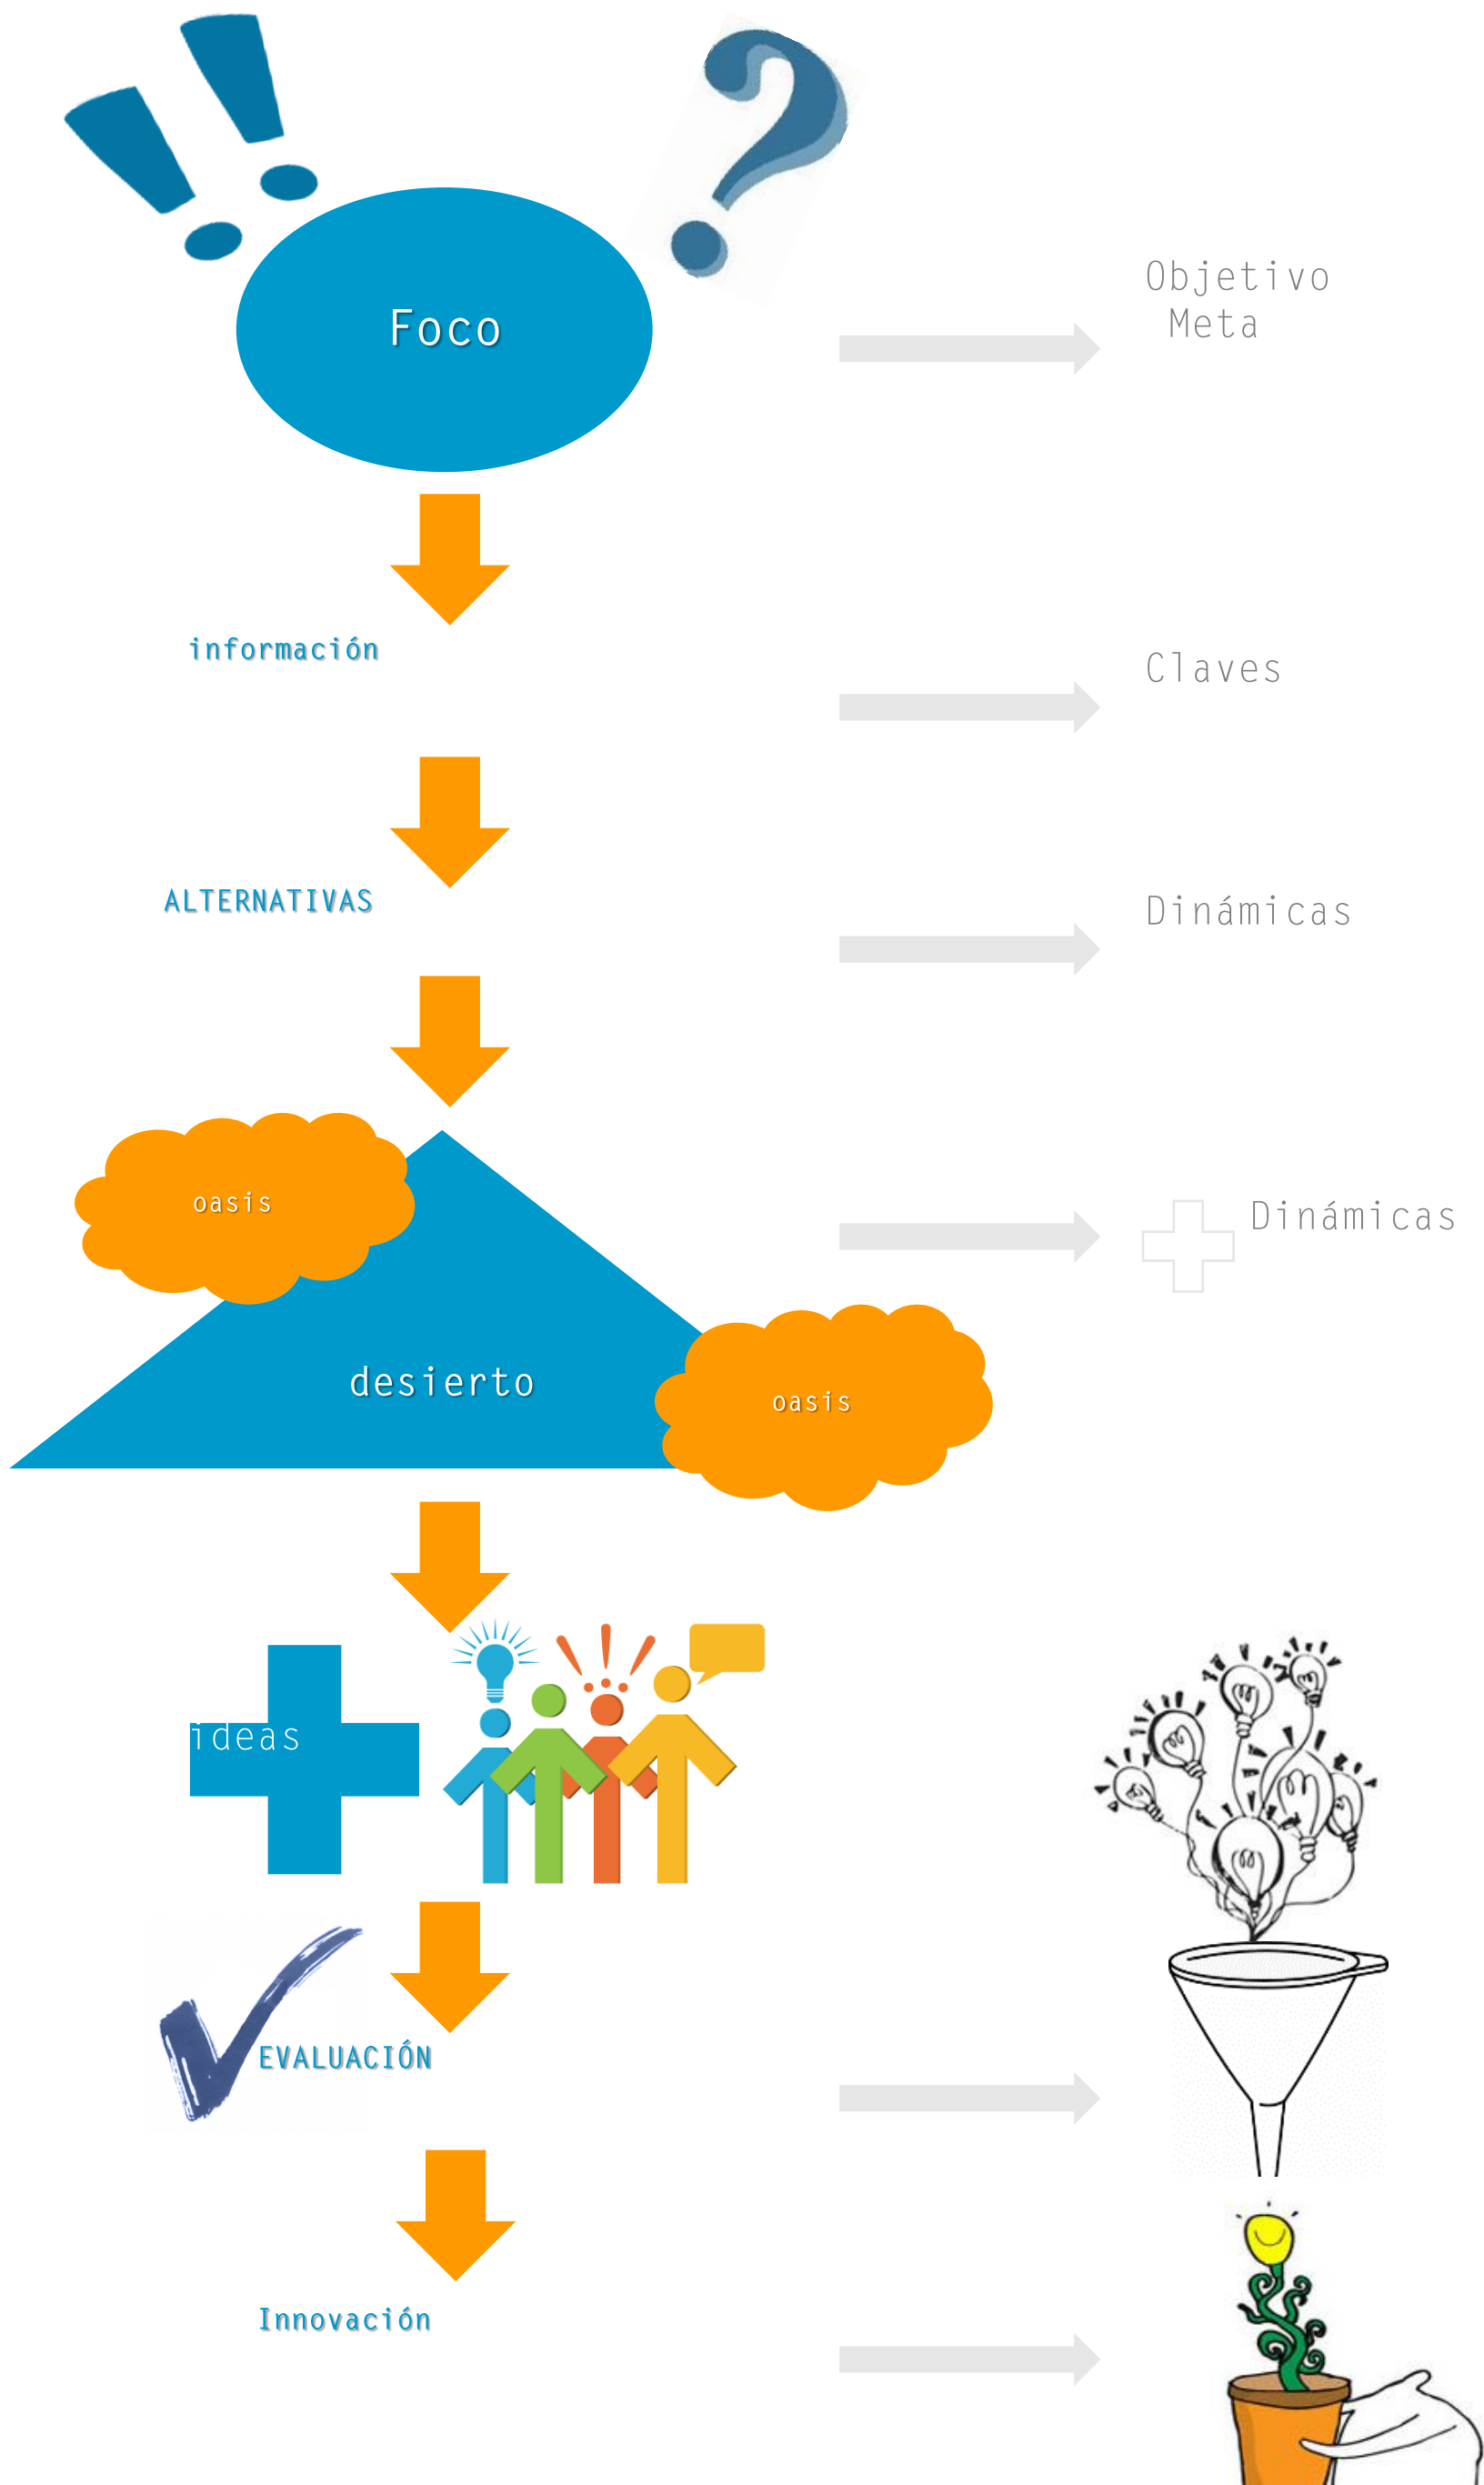 Foco
Objetivo
Meta
información
Claves
ALTERNATIVAS
Dinámicas
oasis
Dinámicas
desierto
oasis
ideas
EVALUACIÓN
Innovación